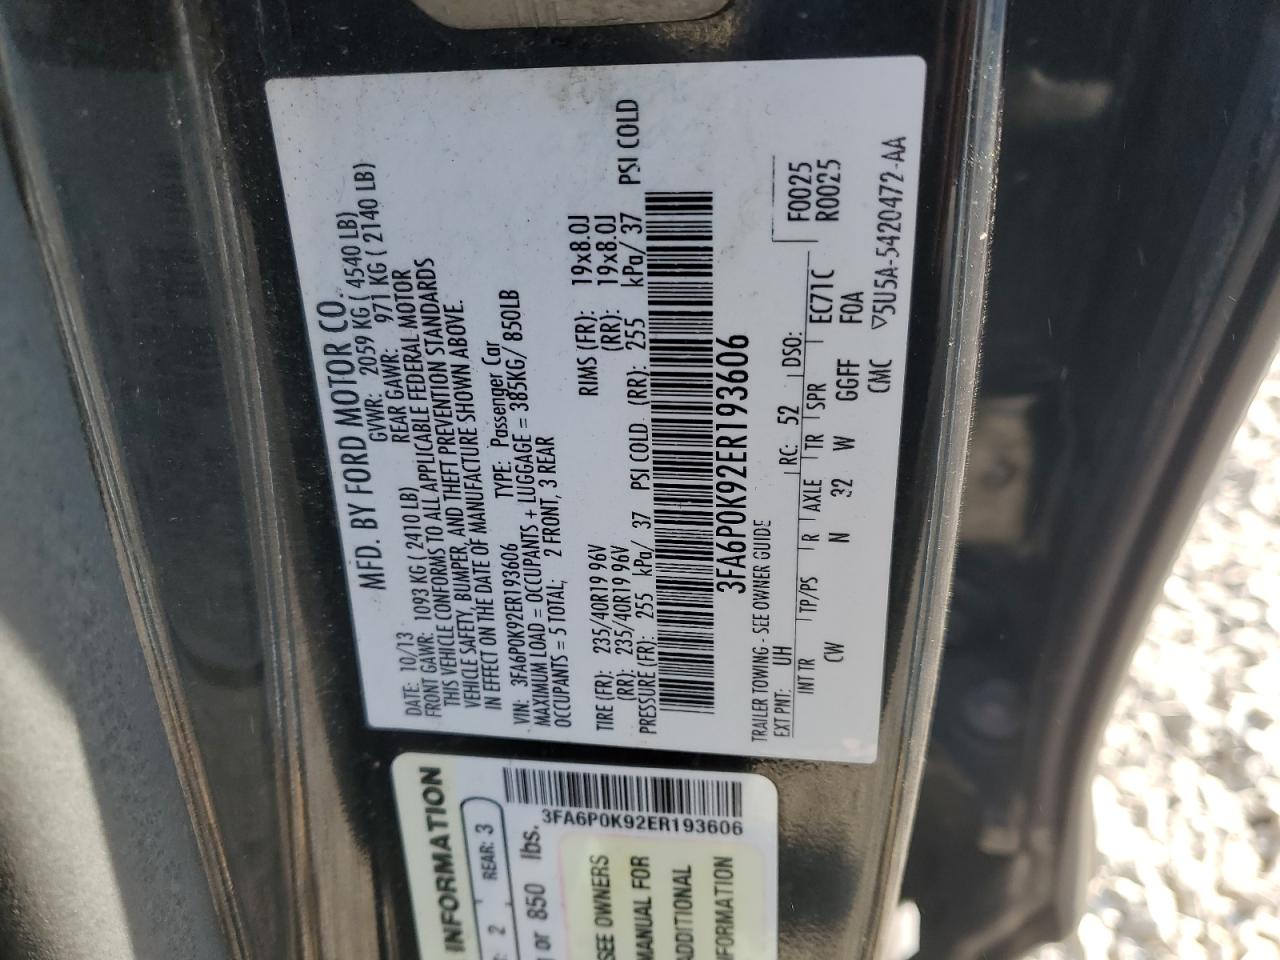 MFD. BY FORD MOTOR CO.
DATE: 10/13 GVWR: 2059 KG ( 4540 LB)
FRONT GAWR: 1093 KG ( 2410 LB) REAR GAWR: 971 KG ( 2140 LB)
THIS VEHICLE CONFORMS TO ALL APPLICABLE FEDERAL MOTOR
VEHICLE SAFETY, BUMPER, AND THEFT PREVENTION STANDARDS
IN EFFECT ON THE DATE OF MANUFACTURE SHOWN ABOVE.
VIN: 3FA6P0K92ER193606 TYPE: Passenger Car
MAXIMUM LOAD = OCCUPANTS + LUGGAGE = 385KG/ 850LB
OCCUPANTS = 5 TOTAL; 2 FRONT, 3 REAR
TIRE (FR): 235/40R19 96V RIMS (FR): 19x8.0J
(RR): 235/40R19 96V (RR): 19x8.0J
PRESSURE (FR): 255 kPa/ 37 PSI COLD (RR): 255 kPa/ 37 PSI COLD
3FA6P0K92ER193606
TRAILER TOWING - SEE OWNER GUIDE
EXT PNT: UH RC: 52 DSO: F0025
R0025
INT TR TP/PS R AXLE TR SPR EC71C
CW N 32 W GGFF F0A
CMC ▽5U5A-5420472-AA
INFORMATION
2 REAR: 3
or 850 lbs.
3FA6P0K92ER193606
SEE OWNERS
MANUAL FOR
ADDITIONAL
INFORMATION